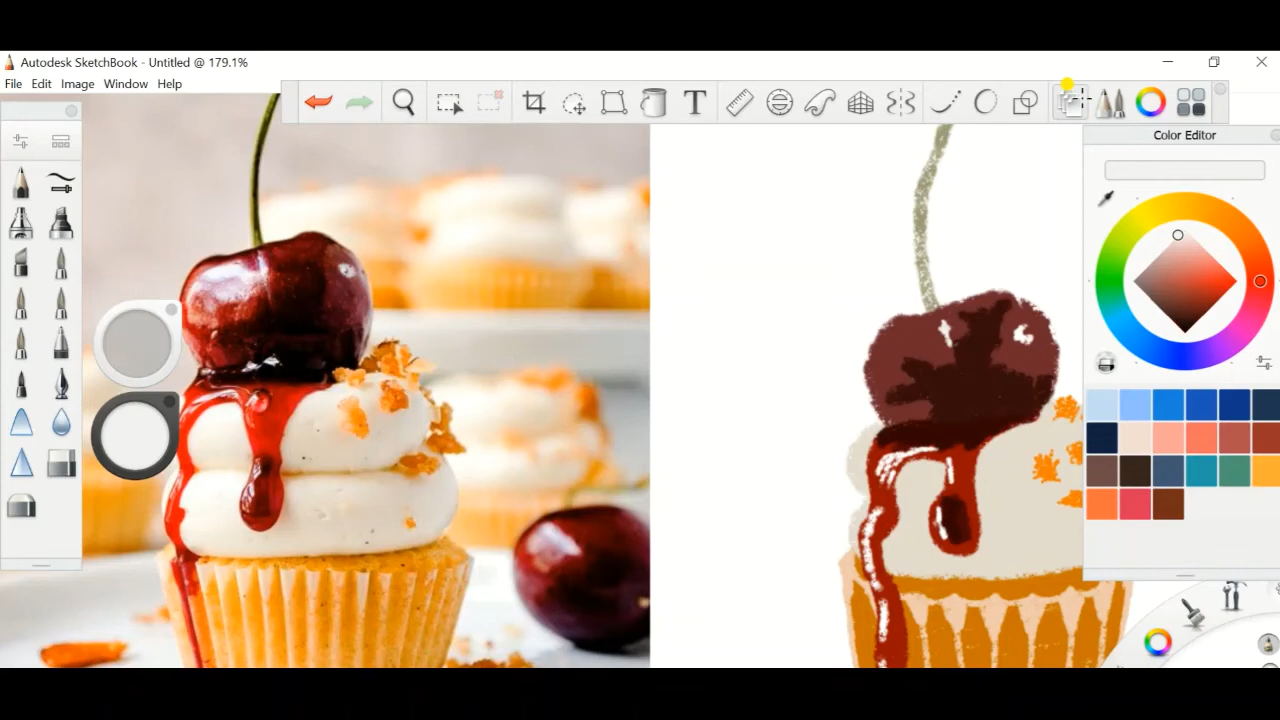 Autodesk SketchBook - Untitled @ 179.1%
File Edit Image Window Help
T
Color Editor